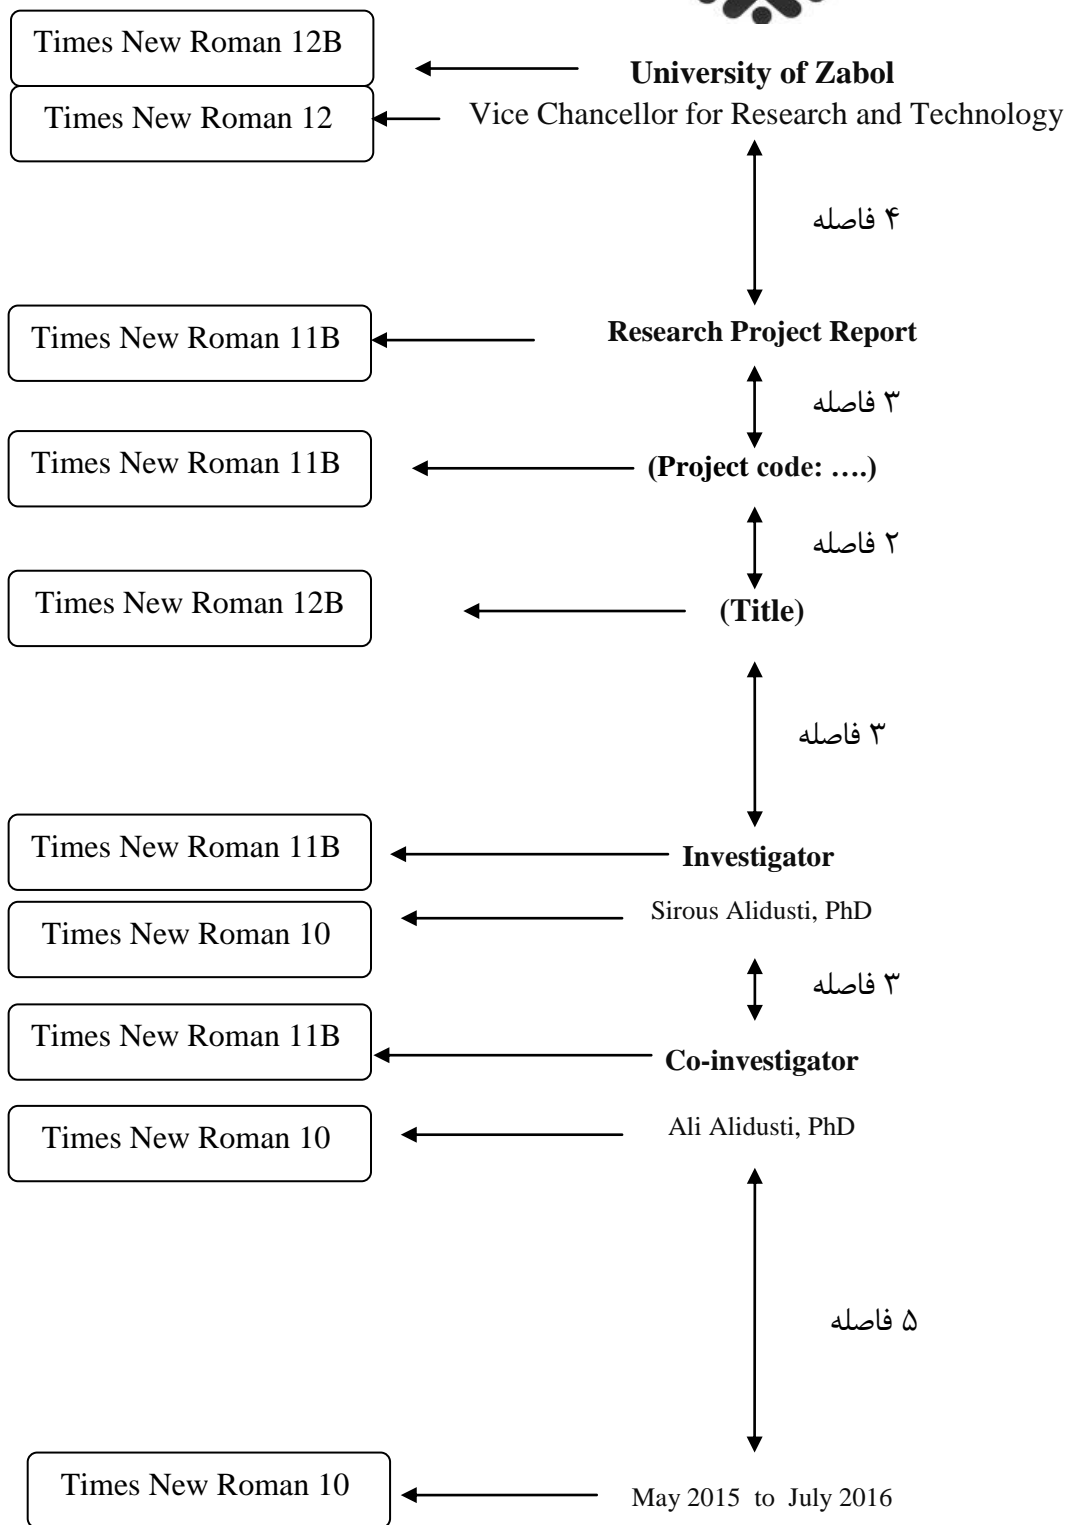 Times New Roman 12B
University of Zabol
Times New Roman 12
Vice Chancellor for Research and Technology
۴ فاصله
Times New Roman 11B
Research Project Report
۳ فاصله
Times New Roman 11B
(Project code: ….)
۲ فاصله
Times New Roman 12B
(Title)
۳ فاصله
Times New Roman 11B
Investigator
Times New Roman 10
Sirous Alidusti, PhD
۳ فاصله
Times New Roman 11B
Co-investigator
Times New Roman 10
Ali Alidusti, PhD
۵ فاصله
Times New Roman 10
May 2015 to July 2016